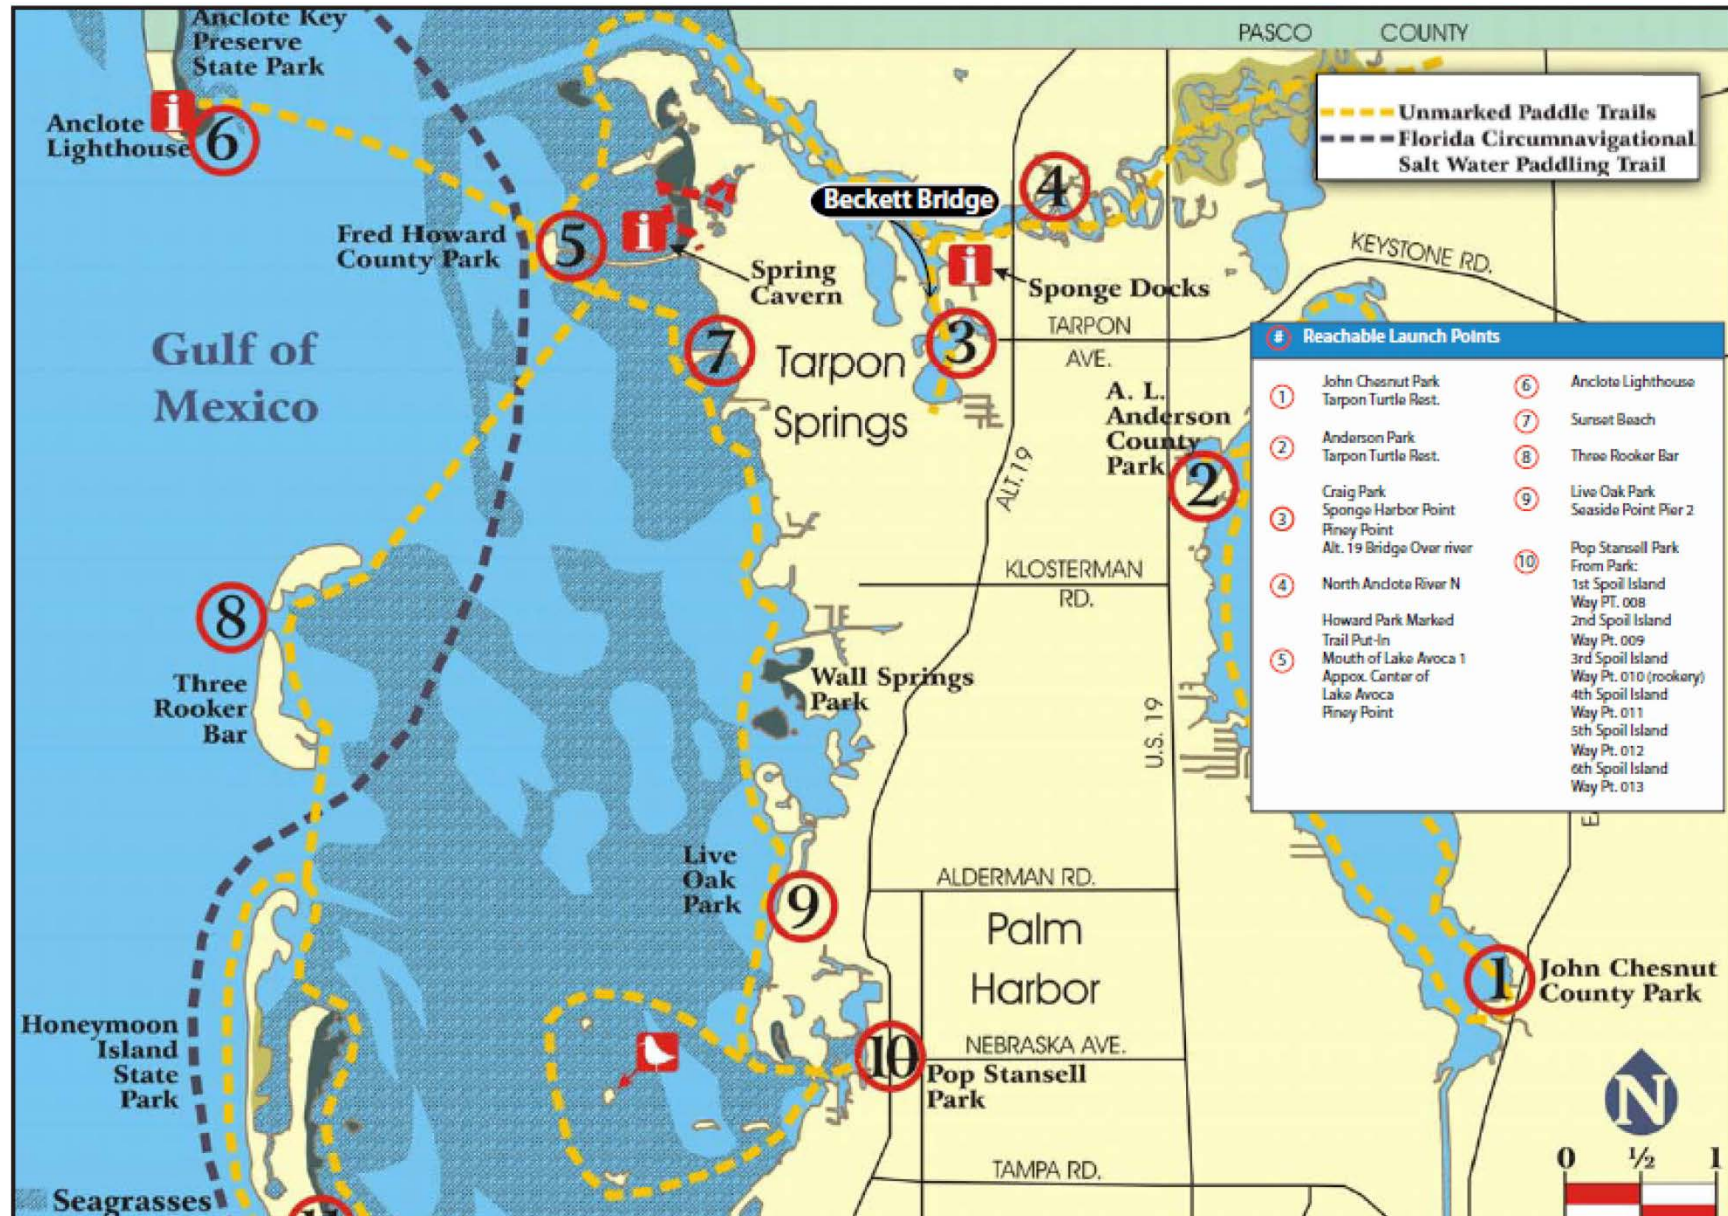 Anclote Key
Preserve
State Park
PASCO COUNTY
Unmarked Paddle Trails
Florida Circumnavigational
Salt Water Paddling Trail
i
Anclote
Lighthouse
6
4
Beckett Bridge
Fred Howard
County Park
5
i
Spring
Cavern
i
Sponge Docks
KEYSTONE RD.
Gulf of
Mexico
7
Tarpon
Springs
3
TARPON
AVE.
A. L.
Anderson
County
Park
2
ALT. 19
# Reachable Launch Points
1 John Chesnut Park
Tarpon Turtle Rest.
2 Anderson Park
Tarpon Turtle Rest.
3 Craig Park
Sponge Harbor Point
Piney Point
Alt. 19 Bridge Over river
4 North Anclote River N
5 Howard Park Marked
Trail Put-In
Mouth of Lake Avoca 1
Appox. Center of
Lake Avoca
Piney Point
6 Anclote Lighthouse
7 Sunset Beach
8 Three Rooker Bar
9 Live Oak Park
Seaside Point Pier 2
10 Pop Stansell Park
From Park:
1st Spoil Island
Way PT. 008
2nd Spoil Island
Way Pt. 009
3rd Spoil Island
Way Pt. 010 (rookery)
4th Spoil Island
Way Pt. 011
5th Spoil Island
Way Pt. 012
6th Spoil Island
Way Pt. 013
KLOSTERMAN
RD.
8
Three
Rooker
Bar
Wall Springs
Park
U.S. 19
Live
Oak
Park
9
ALDERMAN RD.
Palm
Harbor
1
John Chesnut
County Park
Honeymoon
Island
State
Park
NEBRASKA AVE.
10
Pop Stansell
Park
N
TAMPA RD.
0 ½ 1
Seagrasses
11